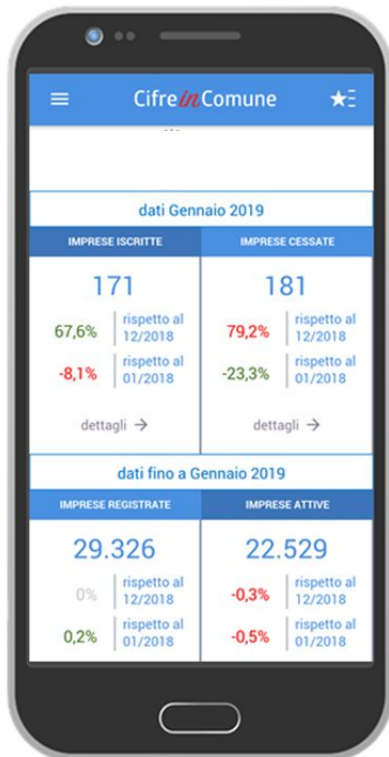 CifreinComune
dati Gennaio 2019
IMPRESE ISCRITTE IMPRESE CESSATE
171 181
67,6% rispetto al 12/2018 79,2% rispetto al 12/2018
-8,1% rispetto al 01/2018 -23,3% rispetto al 01/2018
dettagli → dettagli →
dati fino a Gennaio 2019
IMPRESE REGISTRATE IMPRESE ATTIVE
29.326 22.529
0% rispetto al 12/2018 -0,3% rispetto al 12/2018
0,2% rispetto al 01/2018 -0,5% rispetto al 01/2018